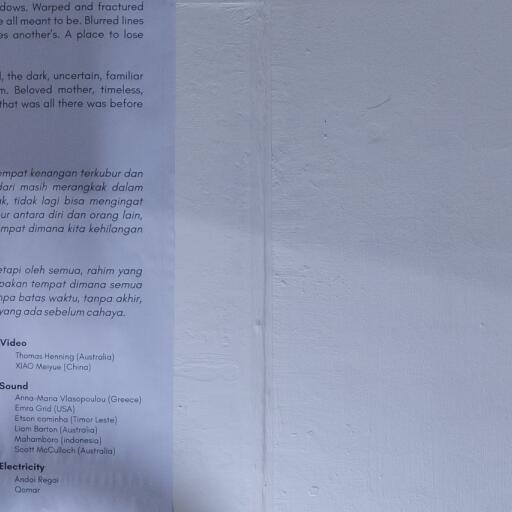 dows. Warped and fractured
all meant to be. Blurred lines
es another's. A place to lose
the dark, uncertain, familiar
Beloved mother, timeless,
that was all there was before
empat kenangan terkubur dan
dari masih merangkak dalam
ak, tidak lagi bisa mengingat
ur antara diri dan orang lain,
empat dimana kita kehilangan
etapi oleh semua, rahim yang
pakan tempat dimana semua
npa batas waktu, tanpa akhir,
yang ada sebelum cahaya.
Video
Thomas Henning (Australia)
XIAO Meiyue (China)
Sound
Anna-Maria Vlasopoulou (Greece)
Emra Grid (USA)
Etson caminha (Timor Leste)
Liam Barton (Australia)
Mahamboro (indonesia)
Scott McCulloch (Australia)
Electricity
Andoi Regai
Qomar